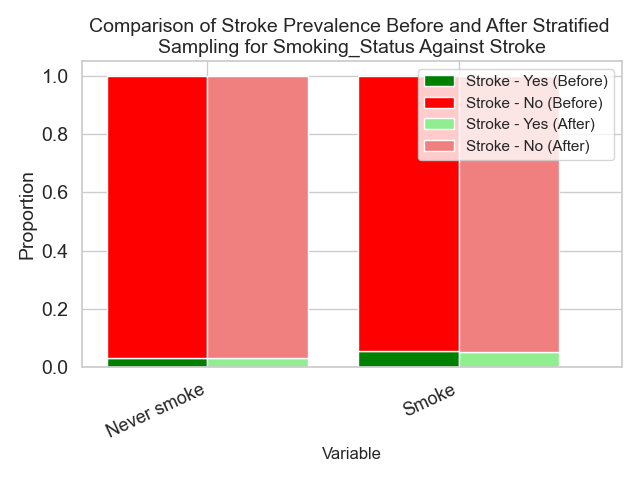 Comparison of Stroke Prevalence Before and After Stratified
Sampling for Smoking_Status Against Stroke
Stroke - Yes (Before)
Stroke - No (Before)
Stroke - Yes (After)
Stroke - No (After)
1.0
0.8
0.6
0.4
0.2
0.0
Proportion
Never smoke
Smoke
Variable